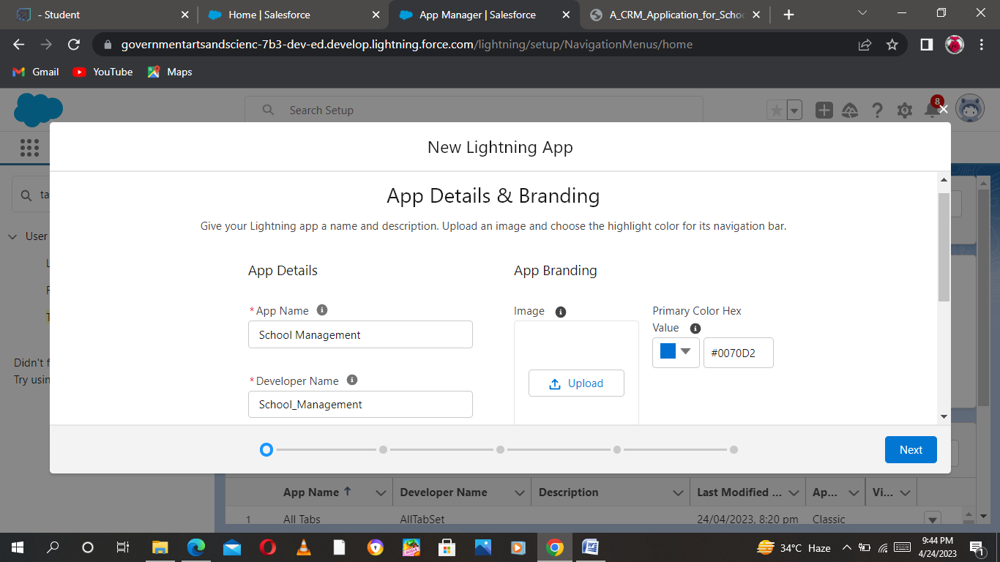 - Student
Home | Salesforce
App Manager | Salesforce
A_CRM_Application_for_Schoo
governmentartsandscienc-7b3-dev-ed.develop.lightning.force.com/lightning/setup/NavigationMenus/home
Gmail
YouTube
Maps
Search Setup
8
New Lightning App
ta
App Details & Branding
Give your Lightning app a name and description. Upload an image and choose the highlight color for its navigation bar.
User
App Details
App Branding
*App Name
Image
Primary Color Hex
Value
School Management
#0070D2
Didn't f
Try usin
*Developer Name
Upload
School_Management
Next
App Name
Developer Name
Description
Last Modified ...
Ap...
Vi...
1
All Tabs
AllTabSet
24/04/2023, 8:20 pm
Classic
34°C Haze
9:44 PM
4/24/2023
1